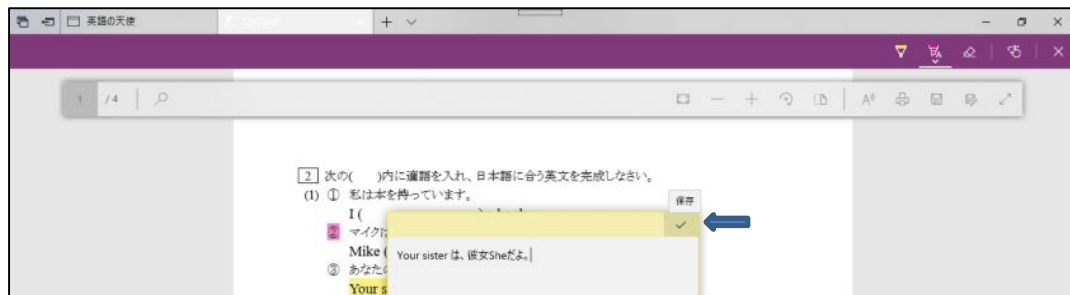 英語の天使
1 /4
2 次の(　　)内に適語を入れ、日本語に合う英文を完成しなさい。
(1) ① 私は本を持っています。
保存
I (
② マイクは
Mike (
Your sister は、彼女Sheだよ。
③ あなたの
Your s